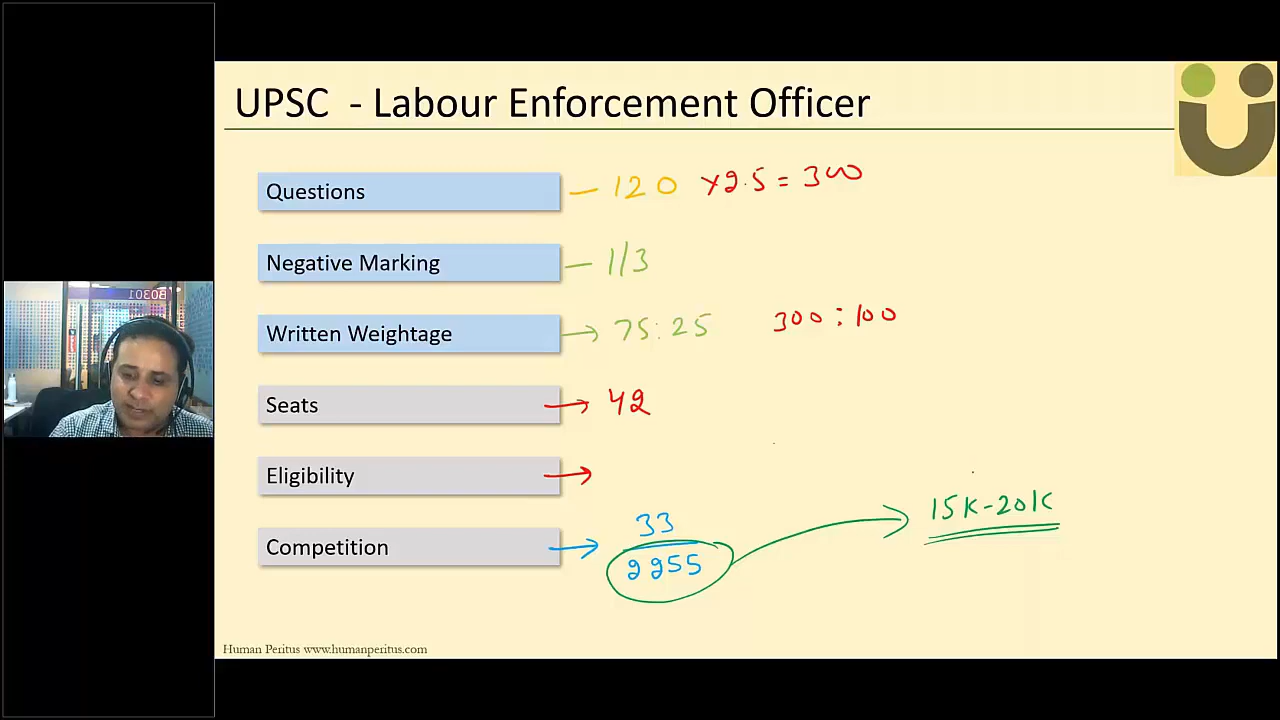 UPSC - Labour Enforcement Officer
Questions – 120 x2.5 = 300
Negative Marking – 1/3
Written Weightage → 75:25 300:100
Seats → 42
Eligibility →
33
Competition →
2255
15K-20K
Human Peritus www.humanperitus.com
B0301